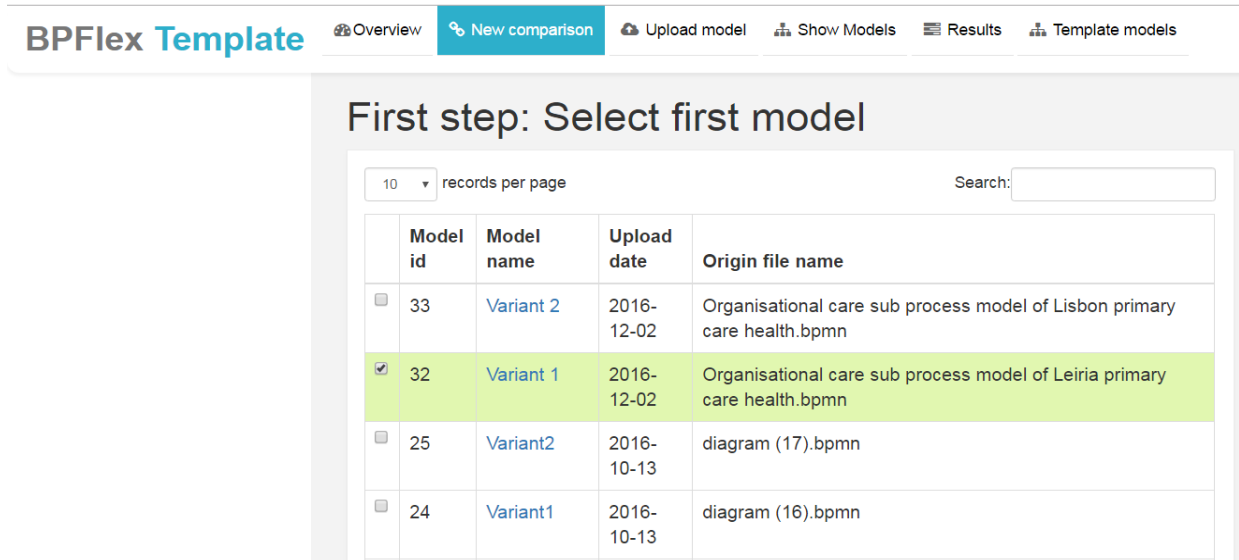 BPFlex Template
Overview
New comparison
Upload model
Show Models
Results
Template models
First step: Select first model
10 records per page
Search:
Model id
Model name
Upload date
Origin file name
33
Variant 2
2016-
12-02
Organisational care sub process model of Lisbon primary
care health.bpmn
32
Variant 1
2016-
12-02
Organisational care sub process model of Leiria primary
care health.bpmn
25
Variant2
2016-
10-13
diagram (17).bpmn
24
Variant1
2016-
10-13
diagram (16).bpmn